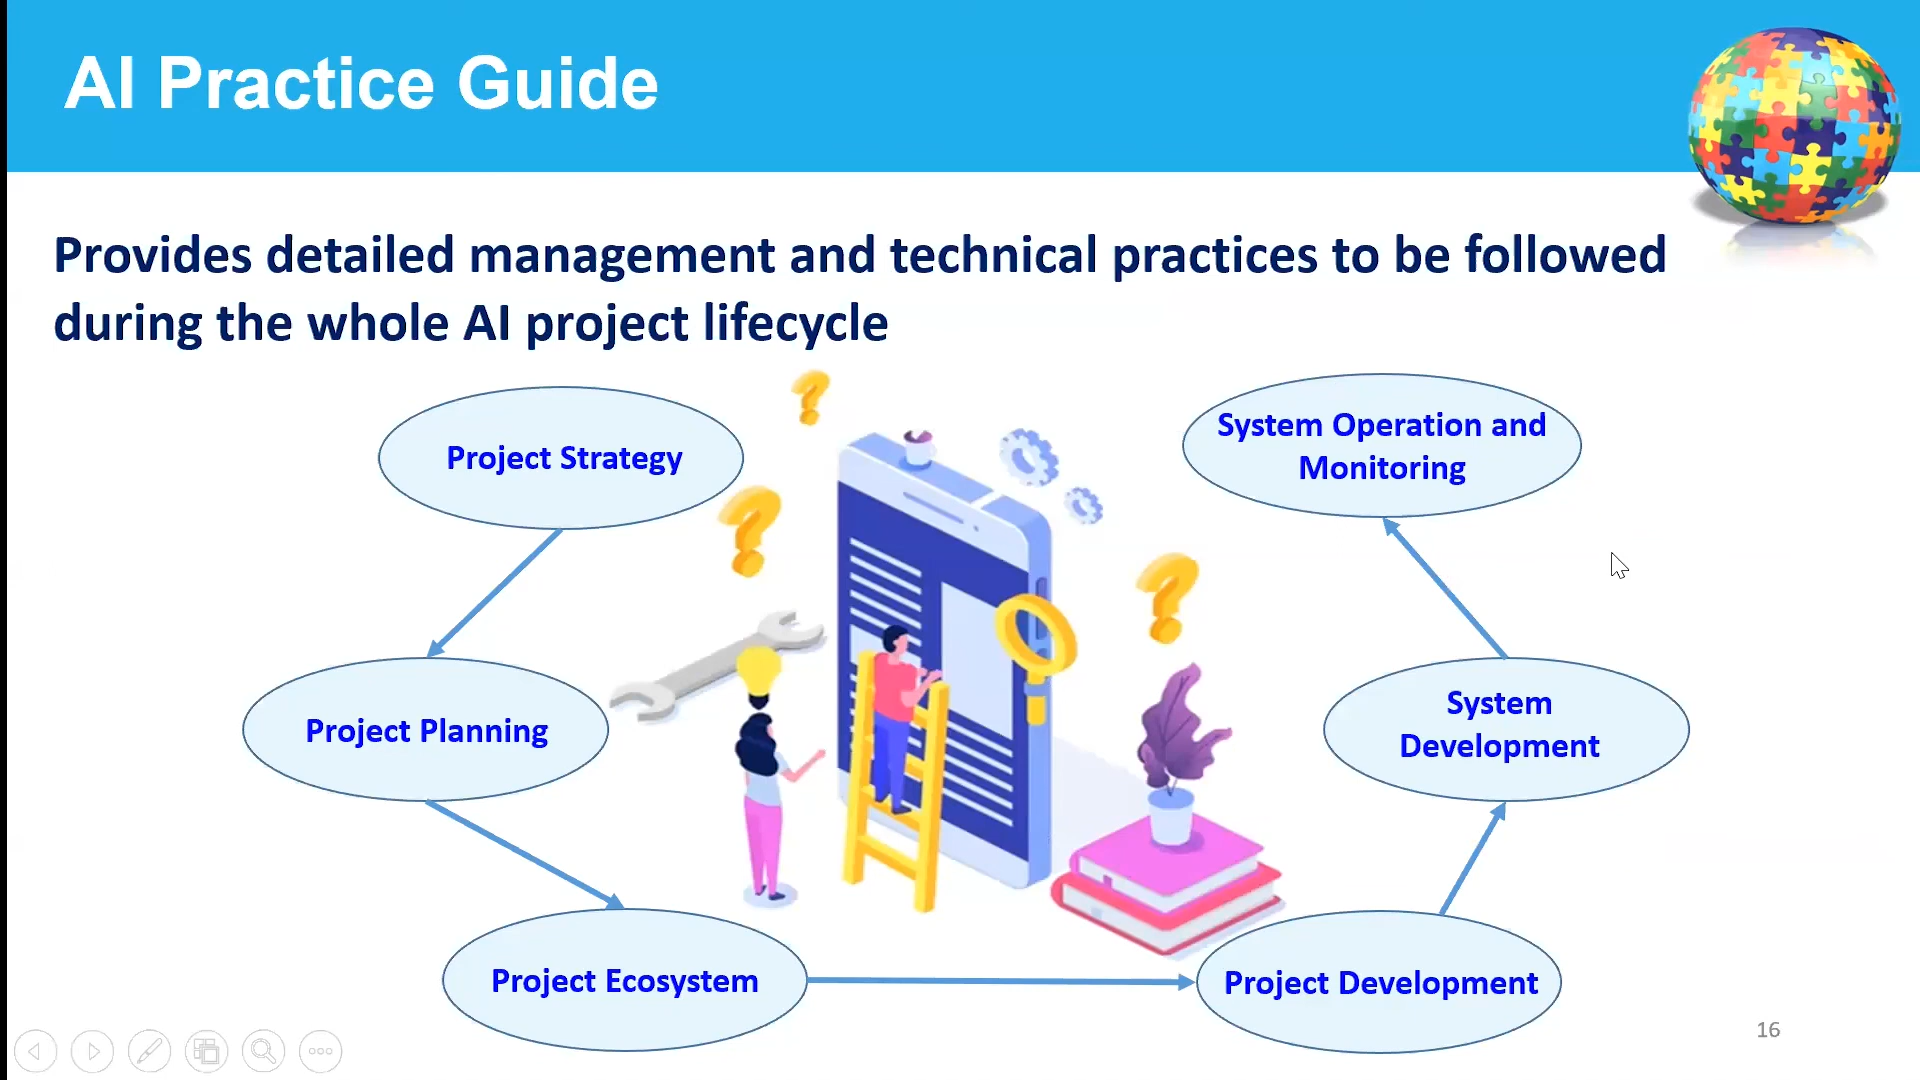 AI Practice Guide
Provides detailed management and technical practices to be followed
during the whole AI project lifecycle
Project Strategy
Project Planning
Project Ecosystem
Project Development
System
Development
System Operation and
Monitoring
16